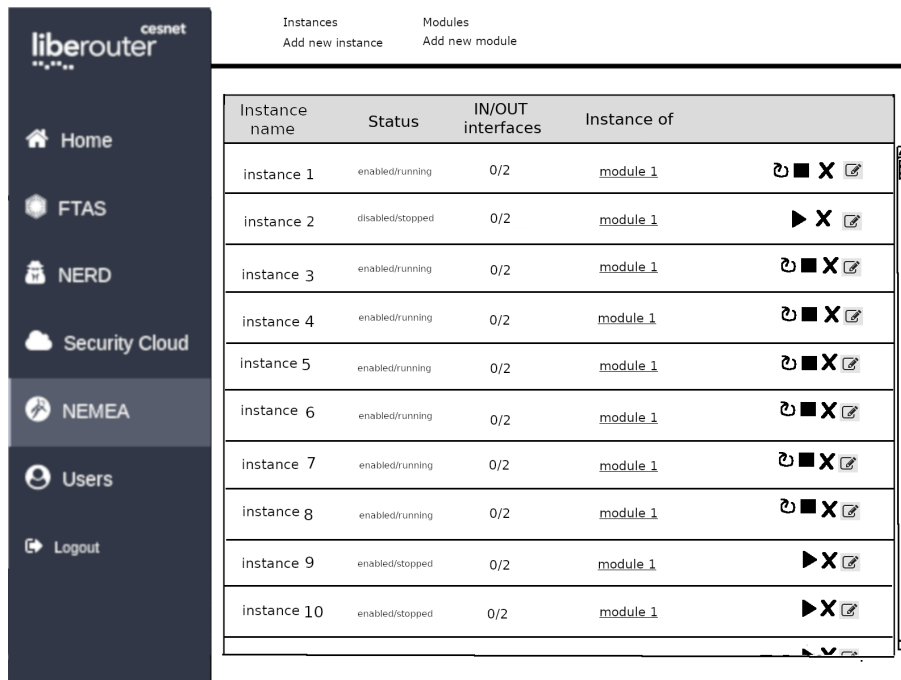 cesnet
liberouter
Home
FTAS
NERD
Security Cloud
NEMEA
Users
Logout
Instances Modules
Add new instance Add new module
Instance name Status IN/OUT interfaces Instance of
instance 1 enabled/running 0/2 module 1
instance 2 disabled/stopped 0/2 module 1
instance 3 enabled/running 0/2 module 1
instance 4 enabled/running 0/2 module 1
instance 5 enabled/running 0/2 module 1
instance 6 enabled/running 0/2 module 1
instance 7 enabled/running 0/2 module 1
instance 8 enabled/running 0/2 module 1
instance 9 enabled/stopped 0/2 module 1
instance 10 enabled/stopped 0/2 module 1